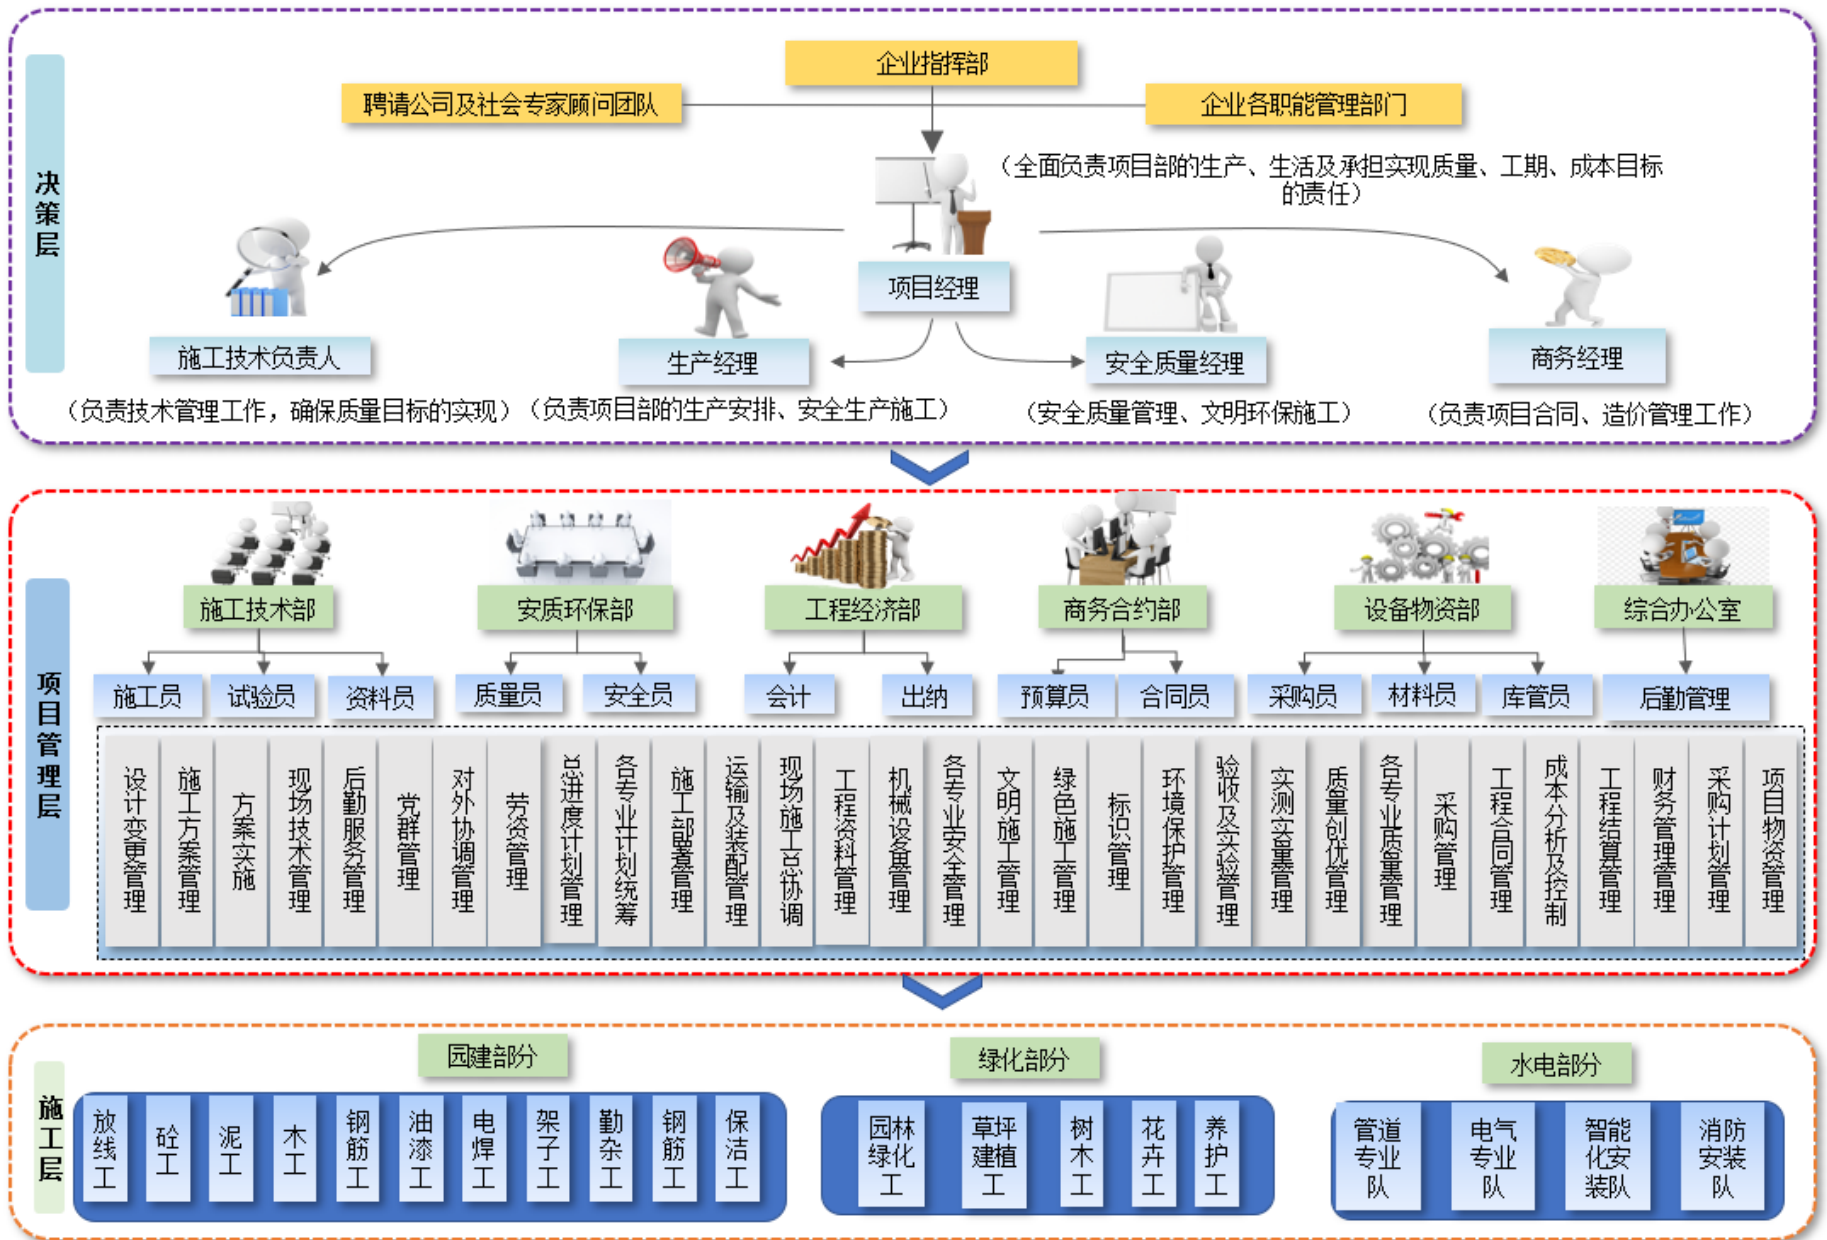 企业指挥部
聘请公司及社会专家顾问团队
企业各职能管理部门
决策层
(全面负责项目部的生产、生活及承担实现质量、工期、成本目标
的责任)
项目经理
施工技术负责人
生产经理
安全质量经理
商务经理
(负责技术管理工作，确保质量目标的实现)
(负责项目部的生产安排、安全生产施工)
(安全质量管理、文明环保施工)
(负责项目合同、造价管理工作)
项目管理层
施工技术部
安质环保部
工程经济部
商务合约部
设备物资部
综合办公室
施工员
试验员
资料员
质量员
安全员
会计
出纳
预算员
合同员
采购员
材料员
库管员
后勤管理
设计变更管理
施工方案管理
方案实施
现场技术管理
后勤服务管理
党群管理
对外协调管理
劳资管理
总进度计划管理
各专业计划统筹
施工部署管理
运输及装配管理
现场施工总协调
工程资料管理
机械设备管理
各专业安全管理
文明施工管理
绿色施工管理
标识管理
环境保护管理
验收及实验管理
实测实量管理
质量创优管理
各专业质量管理
采购管理
工程合同管理
成本分析及控制
工程结算管理
财务管理管理
采购计划管理
项目物资管理
施工层
园建部分
绿化部分
水电部分
放线工
砼工
泥工
木工
钢筋工
油漆工
电焊工
架子工
勤杂工
钢筋工
保洁工
园林
绿化
工
草坪
建植
工
树木工
花卉工
养护工
管道
专业
队
电气
专业
队
智能
化安
装队
消防
安装
队